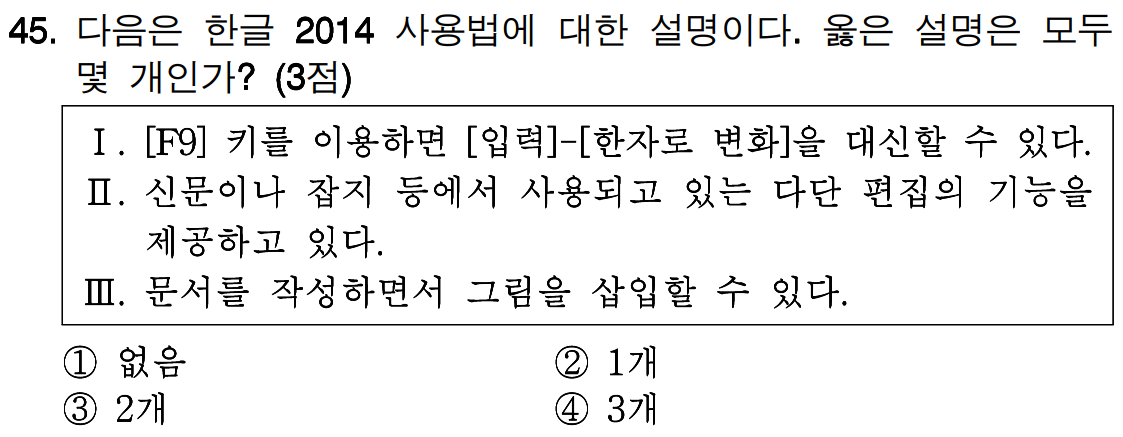 45. 다음은 한글 2014 사용법에 대한 설명이다. 옳은 설명은 모두
몇 개인가? (3점)
Ⅰ. [F9] 키를 이용하면 [입력]-[한자로 변화]을 대신할 수 있다.
Ⅱ. 신문이나 잡지 등에서 사용되고 있는 다단 편집의 기능을
제공하고 있다.
Ⅲ. 문서를 작성하면서 그림을 삽입할 수 있다.
① 없음 ② 1개
③ 2개 ④ 3개